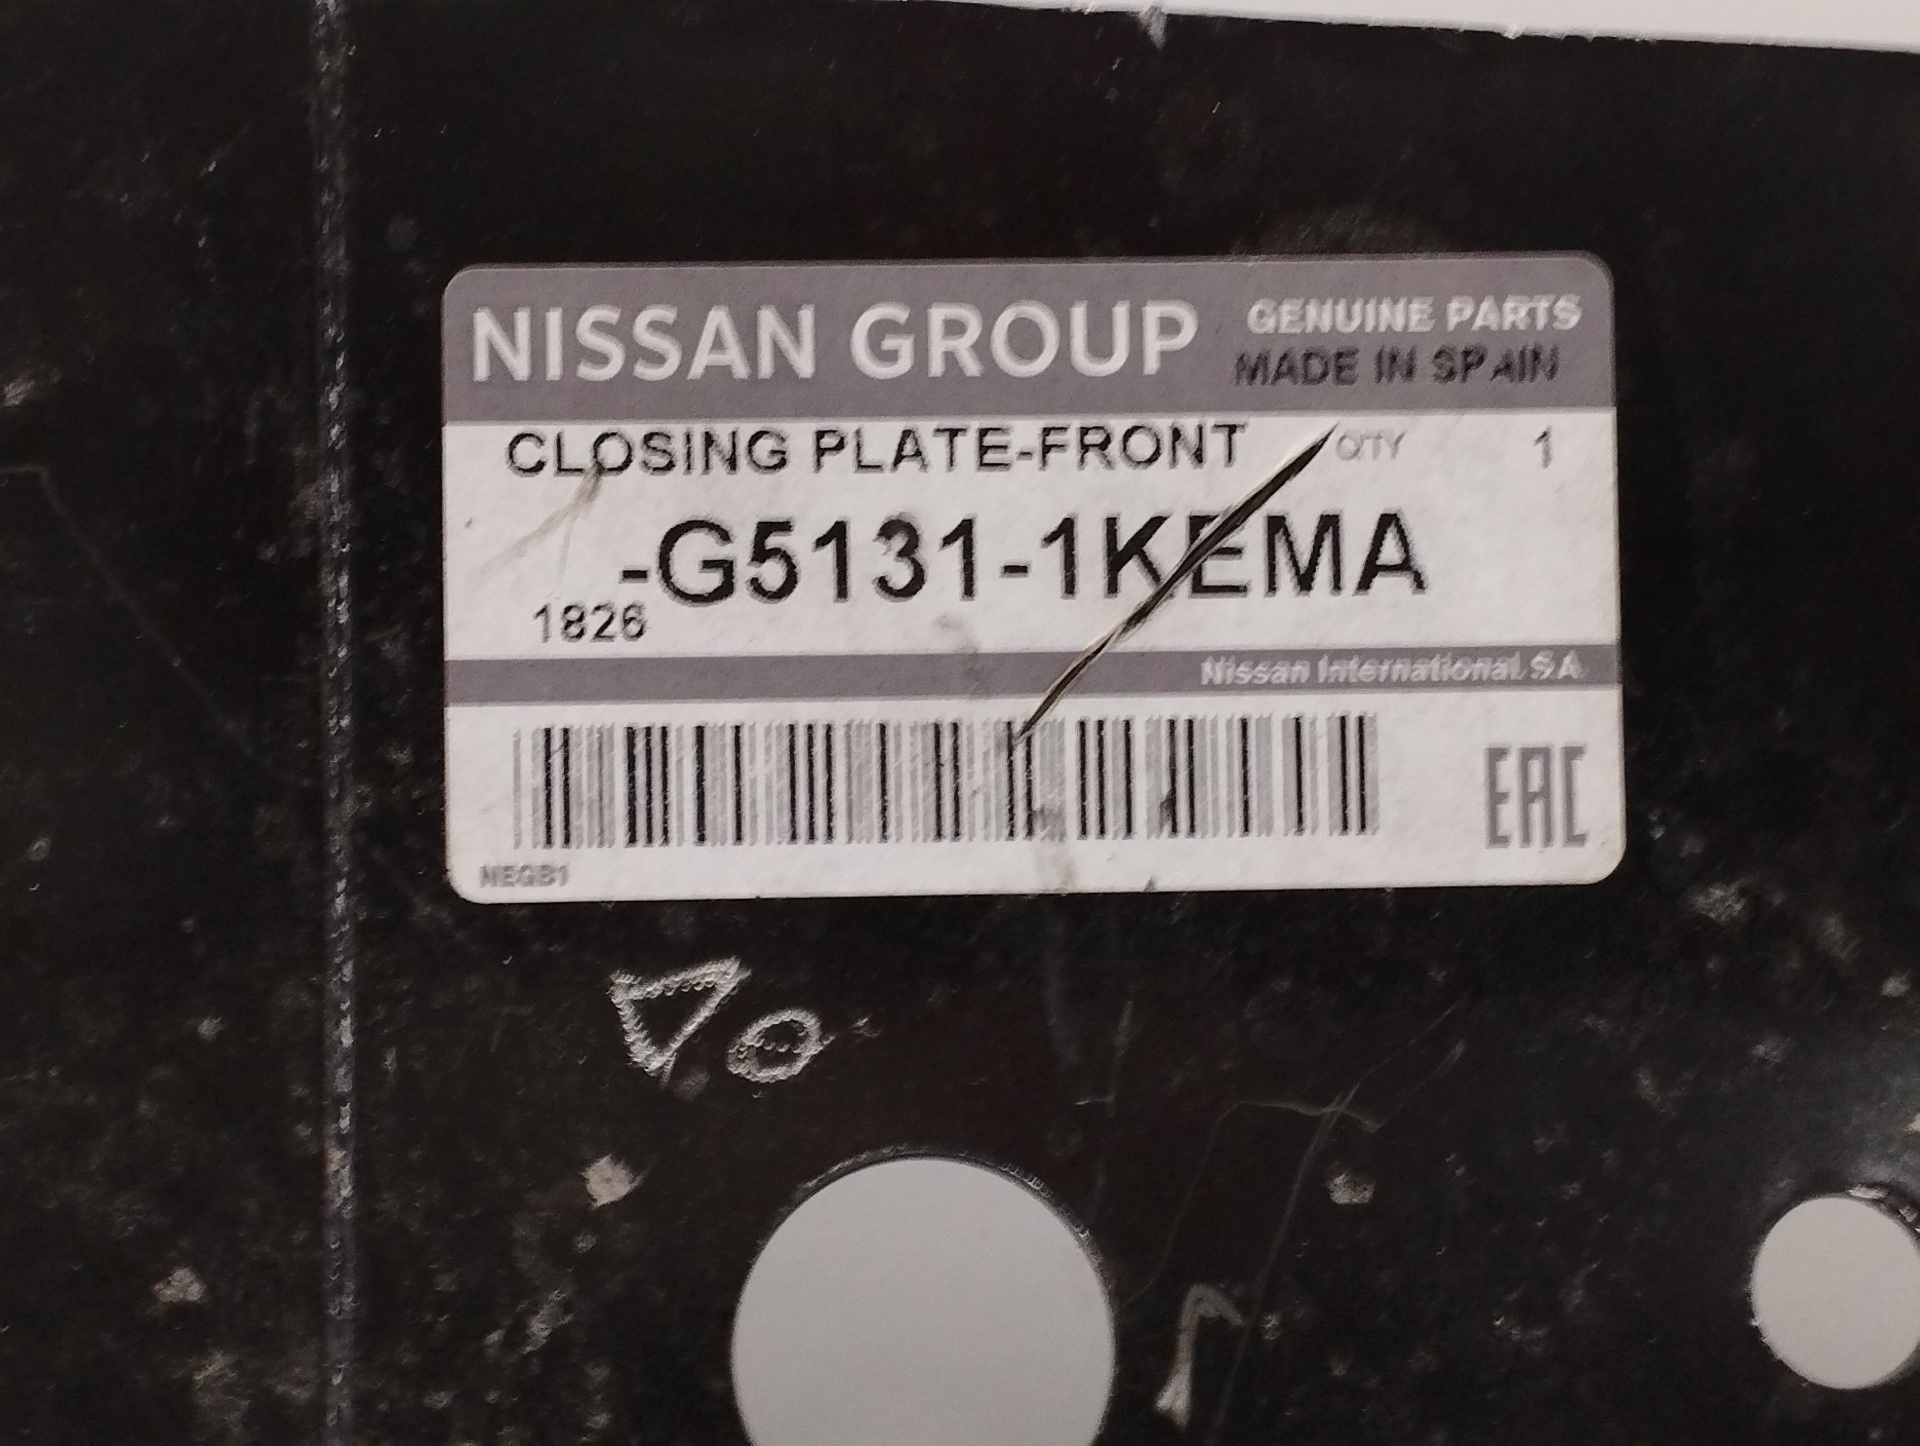 NISSAN GROUP
GENUINE PARTS
MADE IN SPAIN
CLOSING PLATE-FRONT QTY 1
-G5131-1KEMA
1826
Nissan International,SA
EAC
NEGB1